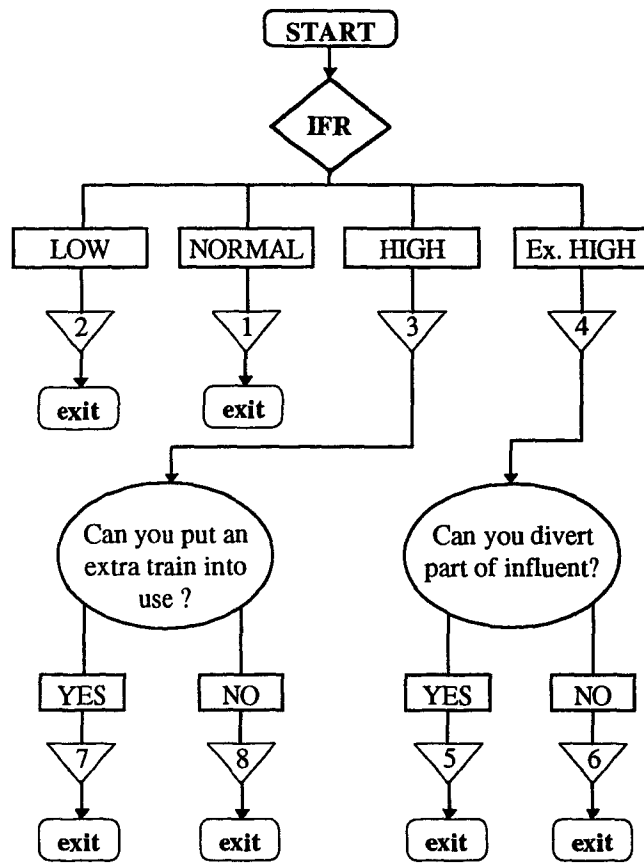 START
IFR
LOW
NORMAL
HIGH
Ex. HIGH
2
1
3
4
exit
exit
Can you put an
extra train into
use ?
Can you divert
part of influent?
YES
NO
YES
NO
7
8
5
6
exit
exit
exit
exit